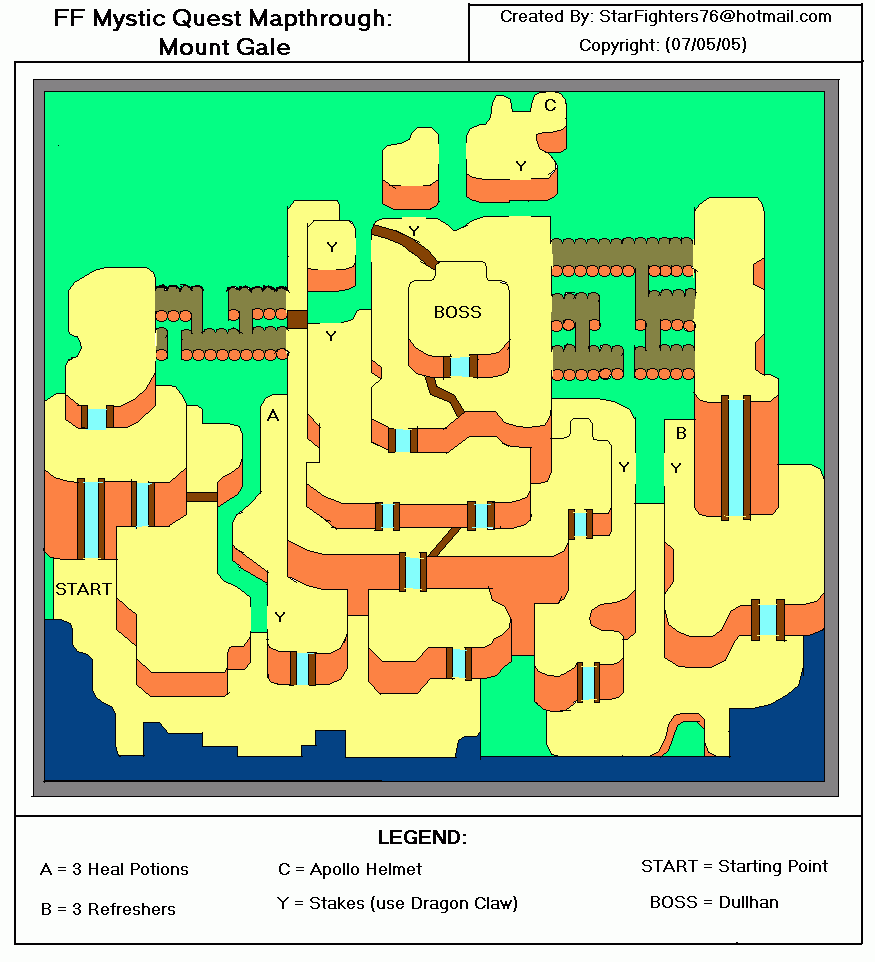 FF Mystic Quest Mapthrough:
Mount Gale
Created By: StarFighters76@hotmail.com
Copyright: (07/05/05)
C
Y
Y
Y
BOSS
Y
A
B
Y
Y
START
Y
LEGEND:
A = 3 Heal Potions
C = Apollo Helmet
START = Starting Point
B = 3 Refreshers
Y = Stakes (use Dragon Claw)
BOSS = Dullhan